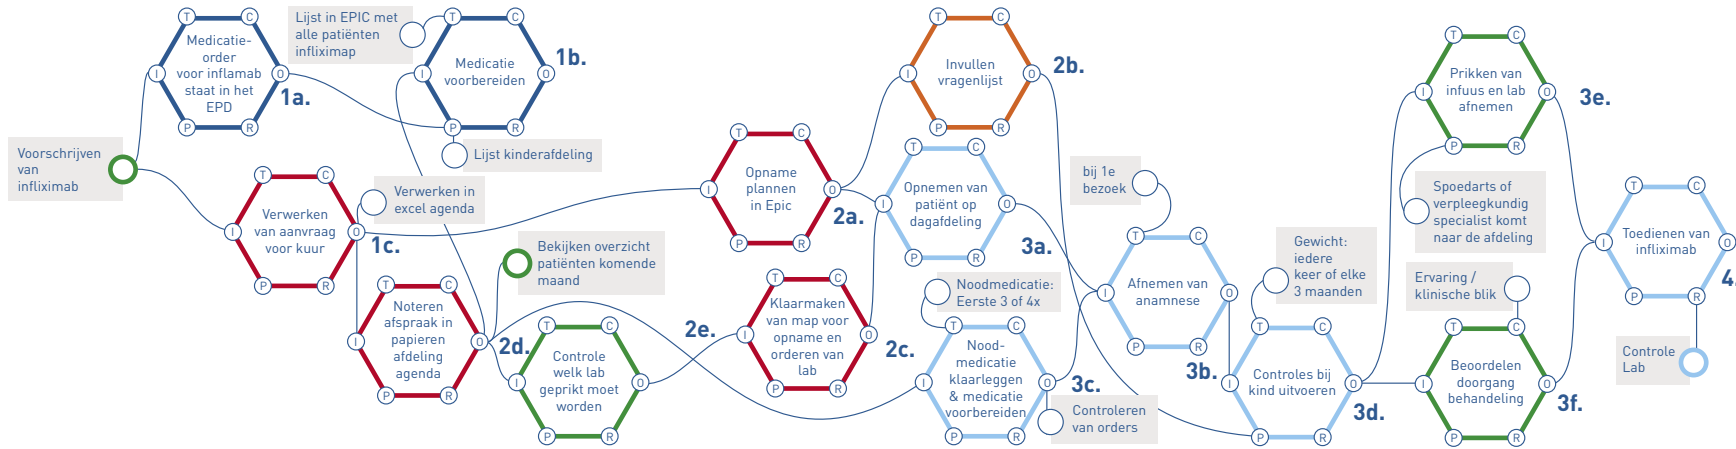 Voorschrijven
van
infliximab
T
C
I
O
P
R
Medicatie-
order
voor inflamab
staat in het
EPD
1a.
Lijst in EPIC met
alle patiënten
infliximap
T
C
I
O
P
R
Medicatie
voorbereiden
1b.
Lijst kinderafdeling
T
C
I
O
P
R
Verwerken
van aanvraag
voor kuur
1c.
Verwerken in
excel agenda
T
C
I
O
P
R
Noteren
afspraak in
papieren
afdeling
agenda
2d.
Bekijken overzicht
patiënten komende
maand
T
C
I
O
P
R
Controle
welk lab
geprikt moet
worden
2e.
T
C
I
O
P
R
Opname
plannen
in Epic
2a.
T
C
I
O
P
R
Klaarmaken
van map voor
opname en
orderen van
lab
2c.
T
C
I
O
P
R
Invullen
vragenlijst
2b.
T
C
I
O
P
R
Opnemen van
patiënt op
dagafdeling
3a.
Noodmedicatie:
Eerste 3 of 4x
T
C
I
O
P
R
Nood-
medicatie
klaarleggen
& medicatie
voorbereiden
3c.
Controleren
van orders
bij 1e
bezoek
T
C
I
O
P
R
Afnemen van
anamnese
3b.
Gewicht:
iedere
keer of elke
3 maanden
T
C
I
O
P
R
Controles bij
kind uitvoeren
3d.
T
C
I
O
P
R
Prikken van
infuus en lab
afnemen
3e.
Spoedarts of
verpleegkundig
specialist komt
naar de afdeling
Ervaring /
klinische blik
T
C
I
O
P
R
Beoordelen
doorgang
behandeling
3f.
T
C
I
O
P
R
Toedienen van
infliximab
4.
Controle
Lab